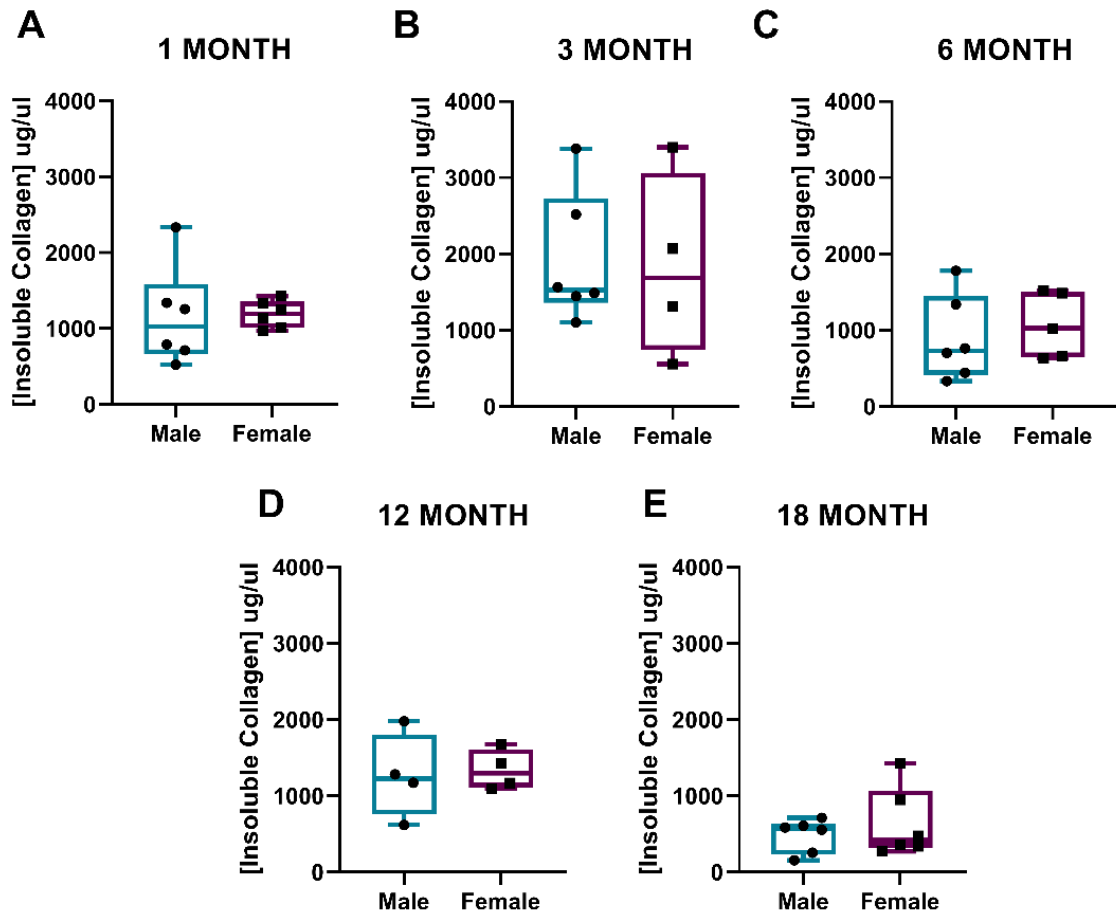 A
1 MONTH
[Insoluble Collagen] ug/ul
4000
3000
2000
1000
0
Male Female
B
3 MONTH
[Insoluble Collagen] ug/ul
4000
3000
2000
1000
0
Male Female
C
6 MONTH
[Insoluble Collagen] ug/ul
4000
3000
2000
1000
0
Male Female
D
12 MONTH
[Insoluble Collagen] ug/ul
4000
3000
2000
1000
0
Male Female
E
18 MONTH
[Insoluble Collagen] ug/ul
4000
3000
2000
1000
0
Male Female